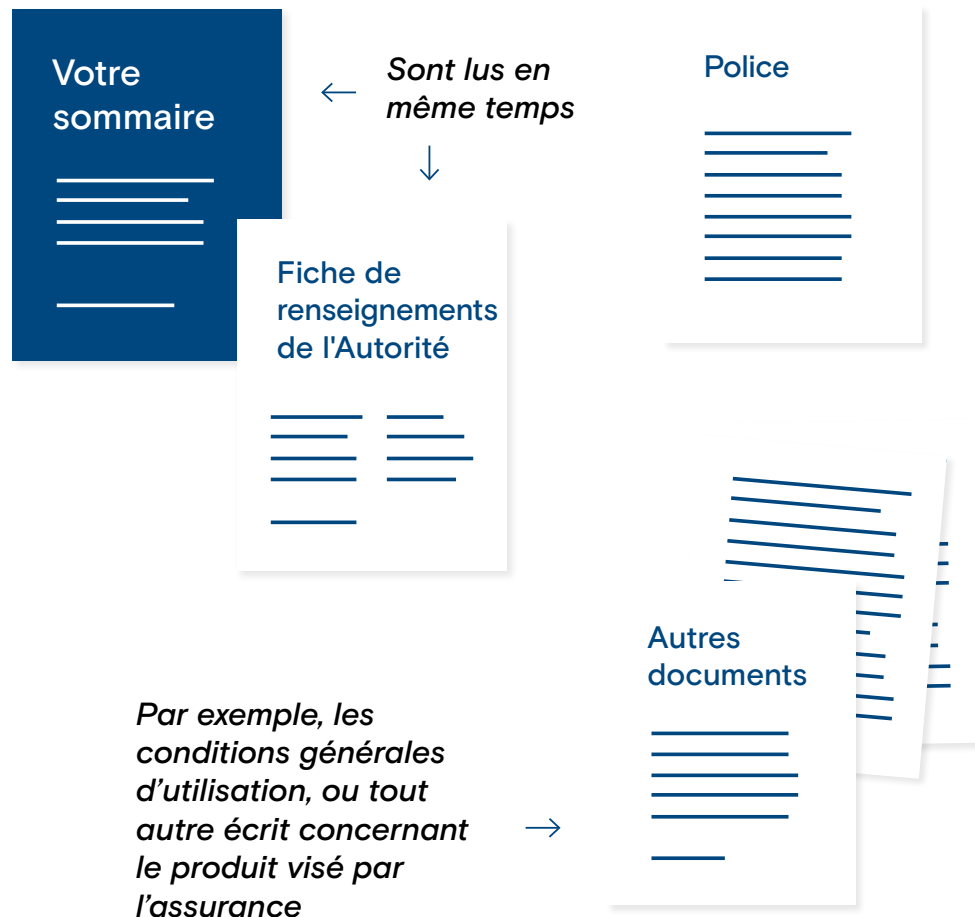 Votre
sommaire
Sont lus en
même temps
Police
Fiche de
renseignements
de l'Autorité
Autres
documents
Par exemple, les
conditions générales
d’utilisation, ou tout
autre écrit concernant
le produit visé par
l’assurance